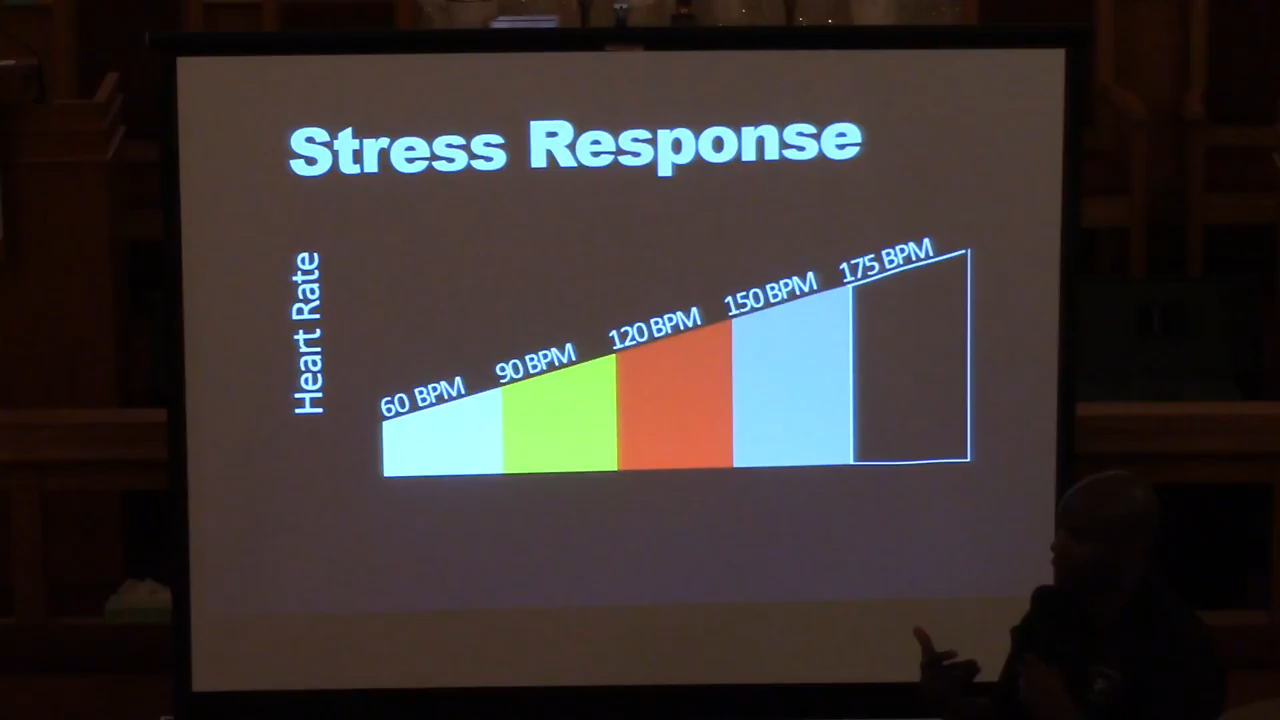 Stress Response
Heart Rate
60 BPM
90 BPM
120 BPM
150 BPM
175 BPM